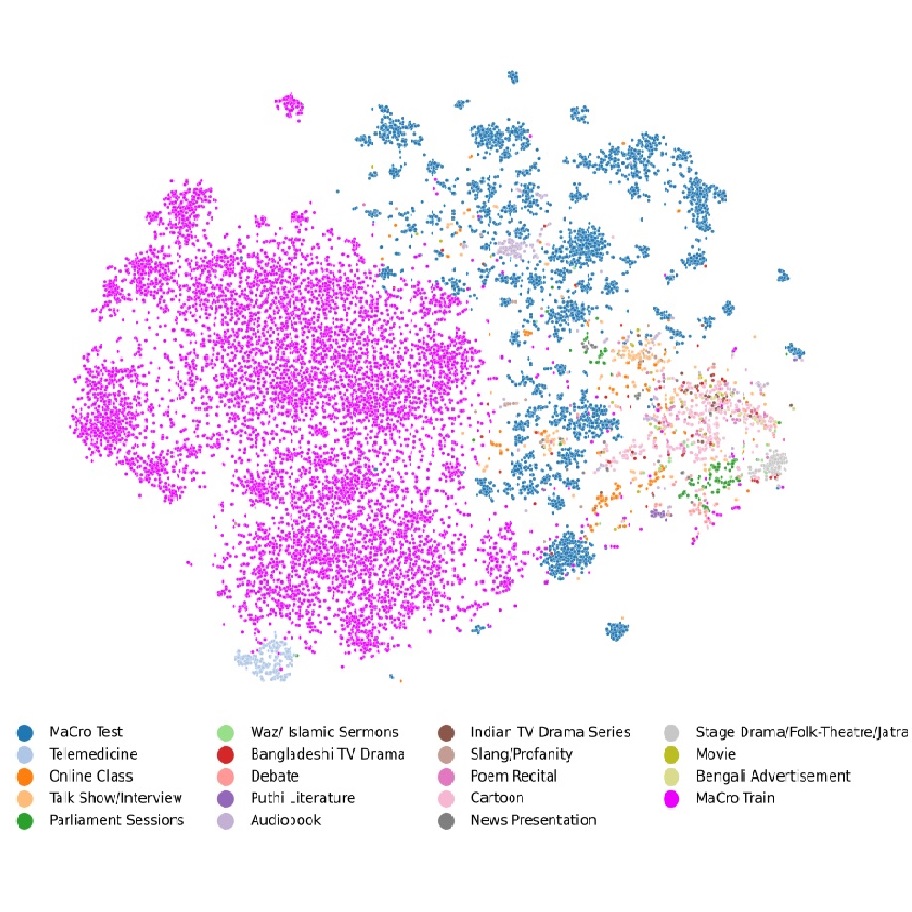 MaCro Test
Telemedicine
Online Class
Talk Show/Interview
Parliament Sessions
Waz/ Islamic Sermons
Bangladeshi TV Drama
Debate
Puthi Literature
Audiobook
Indian TV Drama Series
Slang/Profanity
Poem Recital
Cartoon
News Presentation
Stage Drama/Folk-Theatre/Jatra
Movie
Bengali Advertisement
MaCro Train